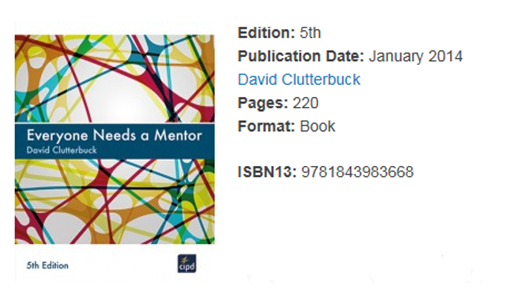 Everyone Needs a Mentor
David Clutterbuck
5th Edition
cipd
Edition: 5th
Publication Date: January 2014
David Clutterbuck
Pages: 220
Format: Book
ISBN13: 9781843983668